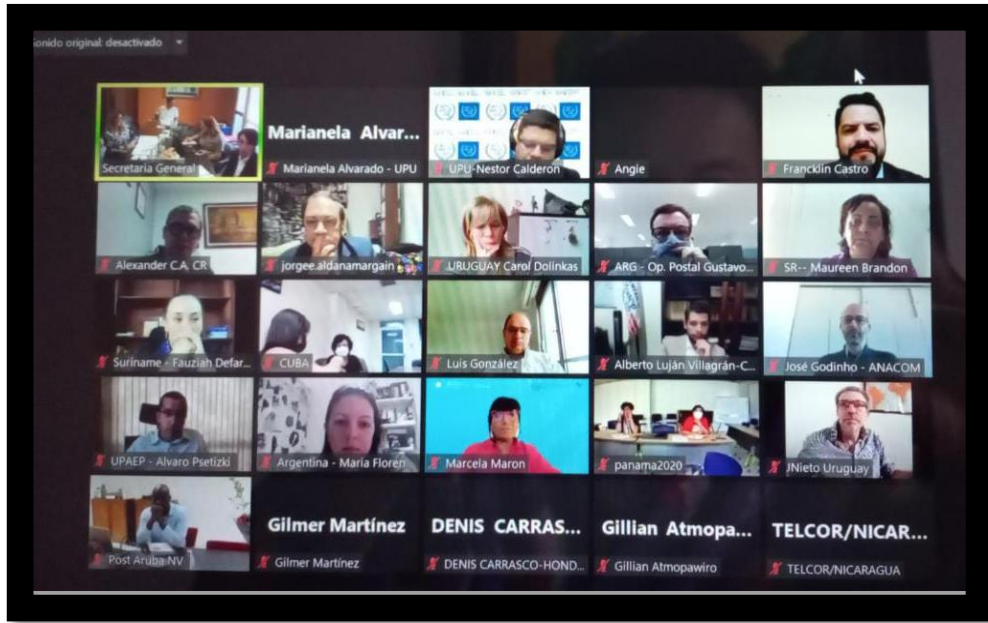 Sonido original: desactivado
Secretaria General
Marianela Alvar...
Marianela Alvarado - UPU
UPU-Nestor Calderon
Angie
Francklin Castro
Alexander C.A. CR
jorgee.aldanamargain
URUGUAY Carol Dolinkas
ARG - Op. Postal Gustavo...
SR-- Maureen Brandon
Suriname - Fauziah Defar...
CUBA
Luis González
Alberto Luján Villagrán-C...
José Godinho - ANACOM
UPAEP - Alvaro Psetizki
Argentina - Maria Floren
Marcela Maron
panama2020
JNieto Uruguay
Post Aruba NV
Gilmer Martínez
Gilmer Martínez
DENIS CARRAS...
DENIS CARRASCO-HOND...
Gillian Atmopa...
Gillian Atmopawiro
TELCOR/NICAR...
TELCOR/NICARAGUA